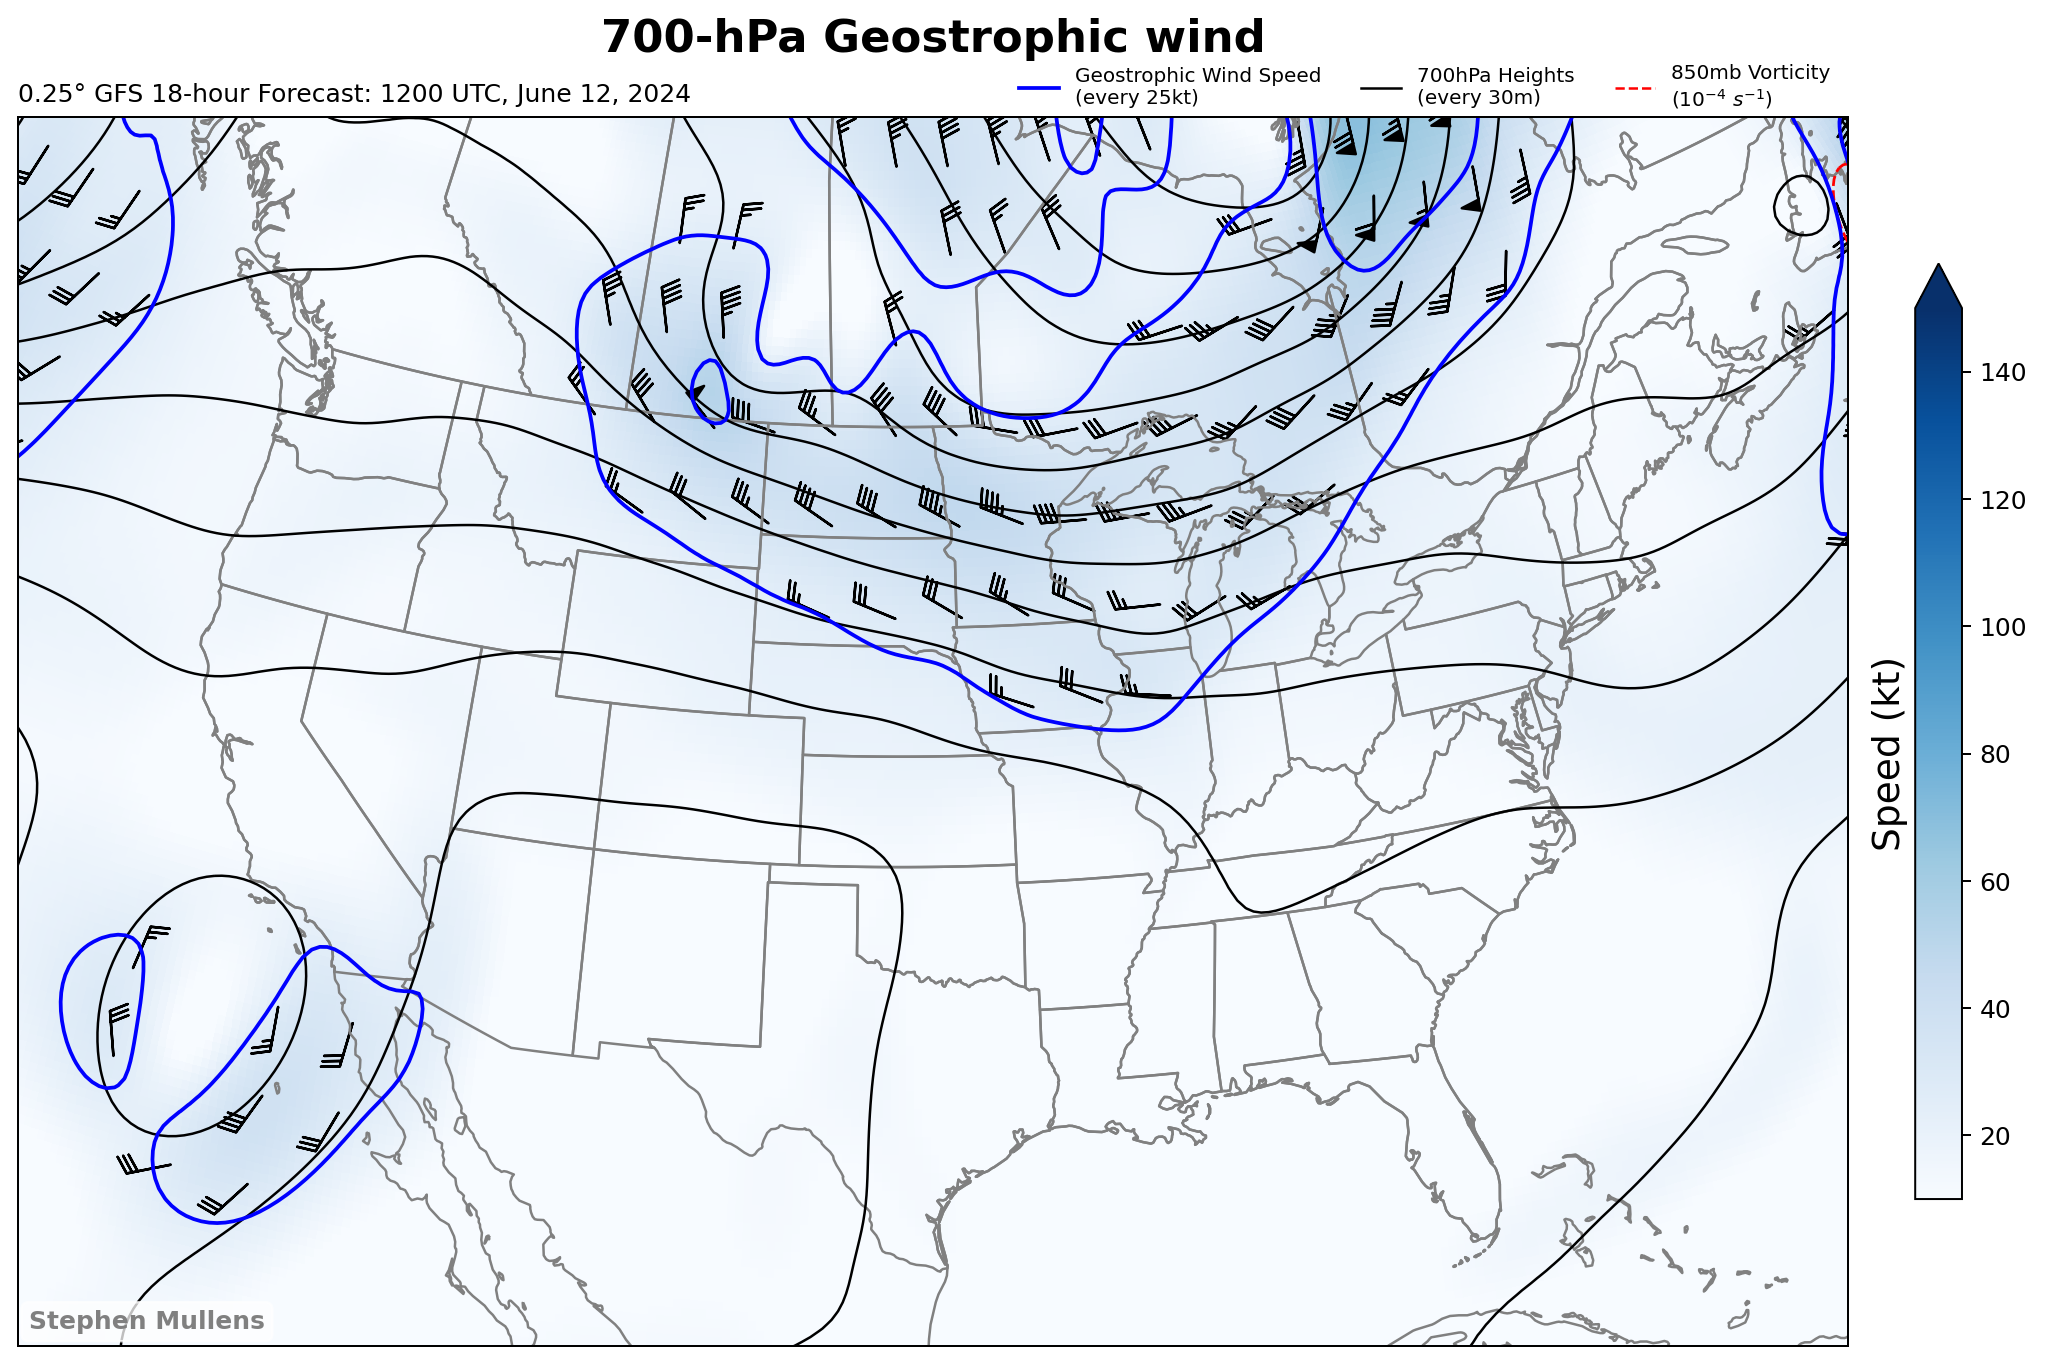 700-hPa Geostrophic wind
0.25° GFS 18-hour Forecast: 1200 UTC, June 12, 2024
Geostrophic Wind Speed
(every 25kt)
700hPa Heights
(every 30m)
850mb Vorticity
(10⁻⁴ s⁻¹)
140
120
100
80
60
40
20
Speed (kt)
Stephen Mullens